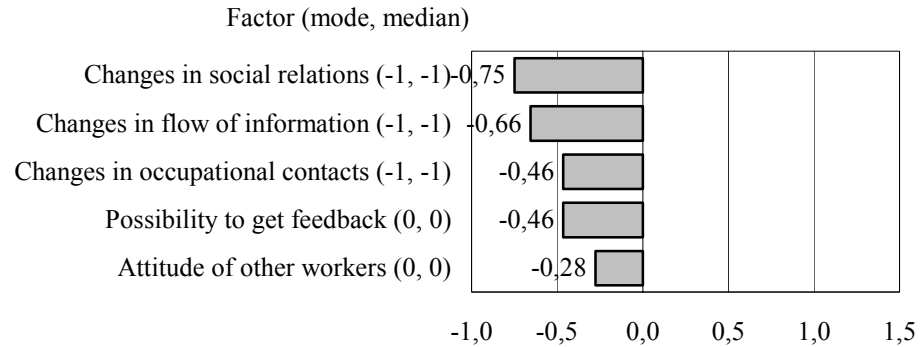 Factor (mode, median)
Changes in social relations (-1, -1) -0,75
Changes in flow of information (-1, -1) -0,66
Changes in occupational contacts (-1, -1) -0,46
Possibility to get feedback (0, 0) -0,46
Attitude of other workers (0, 0) -0,28
-1,0 -0,5 0,0 0,5 1,0 1,5